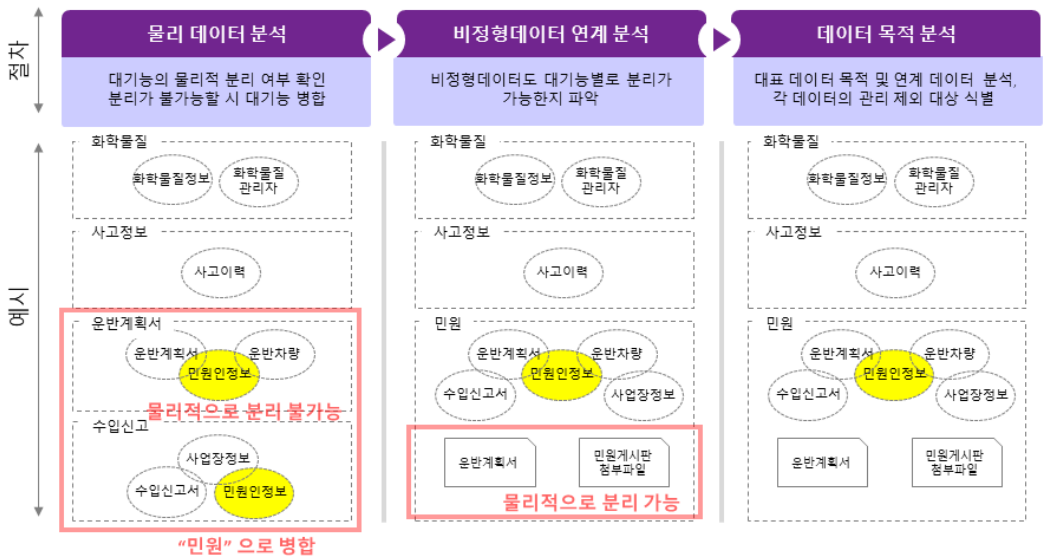 절차
물리 데이터 분석
대기능의 물리적 분리 여부 확인
분리가 불가능할 시 대기능 병합
비정형데이터 연계 분석
비정형데이터도 대기능별로 분리가
가능한지 파악
데이터 목적 분석
대표 데이터 목적 및 연계 데이터 분석,
각 데이터의 관리 제외 대상 식별
예시
화학물질
화학물질정보
화학물질
관리자
사고정보
사고이력
운반계획서
운반계획서
운반차량
민원인정보
물리적으로 분리 불가능
수입신고
사업장정보
수입신고서
민원인정보
“민원” 으로 병합
화학물질
화학물질정보
화학물질
관리자
사고정보
사고이력
민원
운반계획서
운반차량
민원인정보
수입신고서
사업장정보
운반계획서
민원게시판
첨부파일
물리적으로 분리 가능
화학물질
화학물질정보
화학물질
관리자
사고정보
사고이력
민원
운반계획서
운반차량
민원인정보
수입신고서
사업장정보
운반계획서
민원게시판
첨부파일